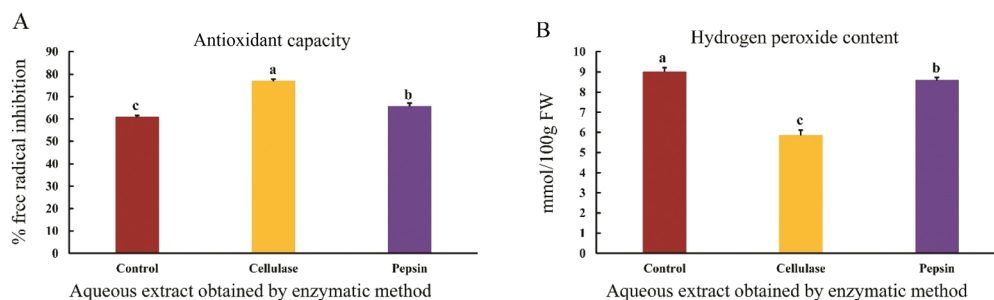 A
Antioxidant capacity
% free radical inhibition
90
80
70
60
50
40
30
20
10
0
c
a
b
Control
Cellulase
Pepsin
Aqueous extract obtained by enzymatic method
B
Hydrogen peroxide content
mmol/100g FW
10
9
8
7
6
5
4
3
2
1
0
a
c
b
Control
Cellulase
Pepsin
Aqueous extract obtained by enzymatic method